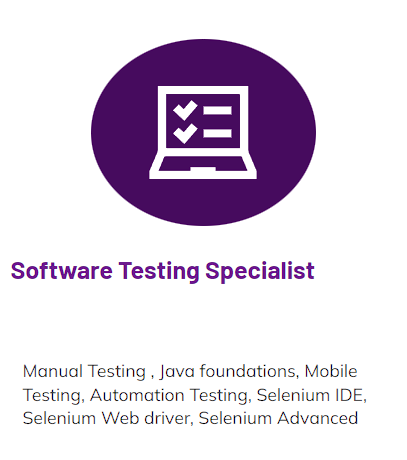 Software Testing Specialist
Manual Testing , Java foundations, Mobile
Testing, Automation Testing, Selenium IDE,
Selenium Web driver, Selenium Advanced